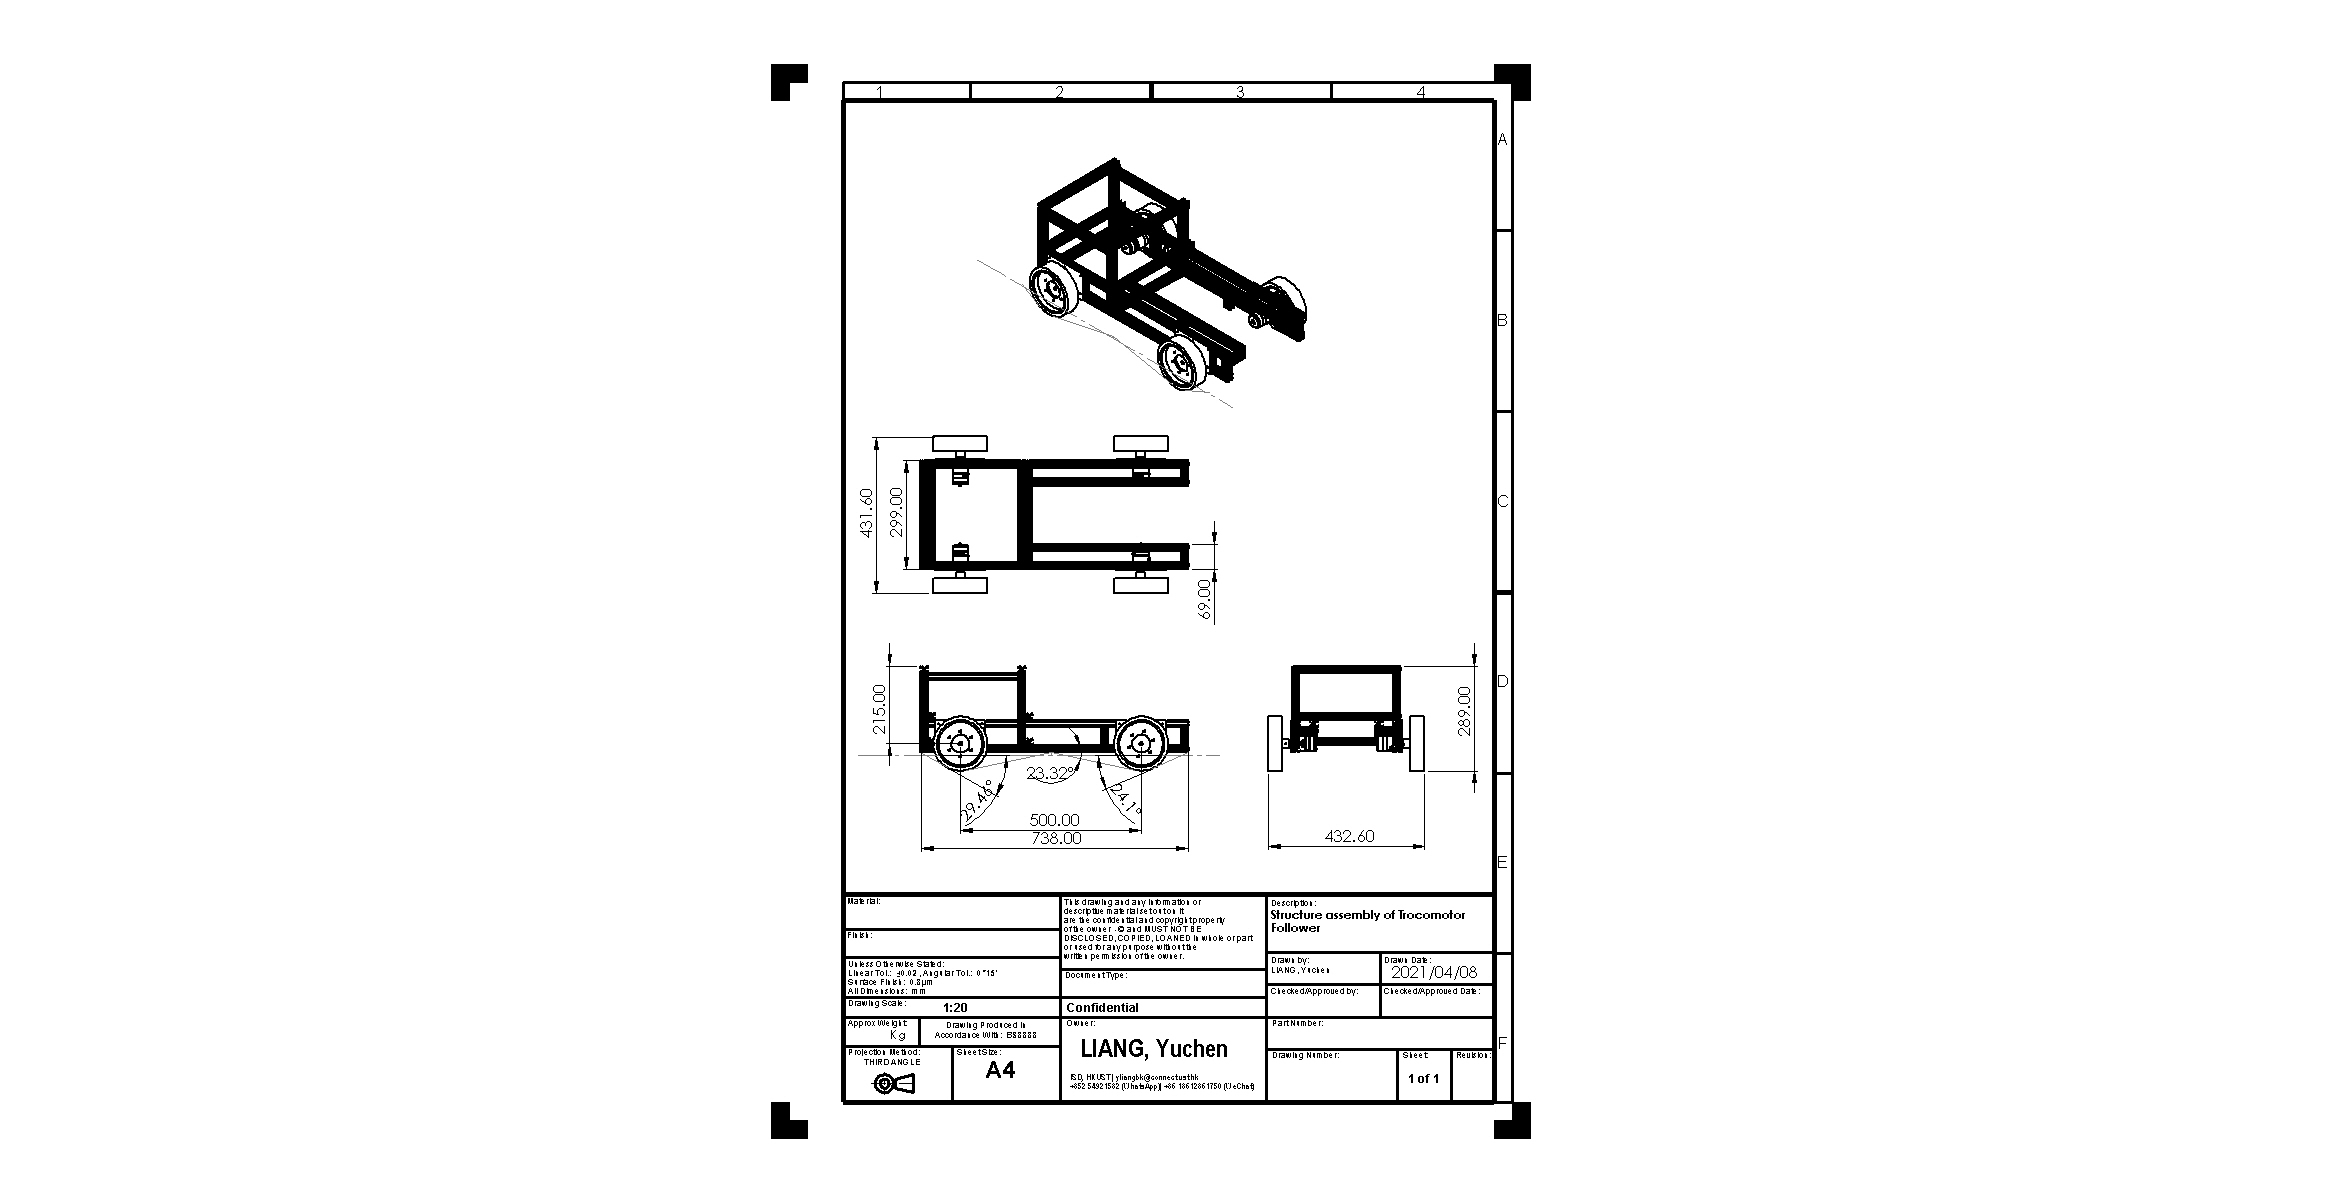 1 2 3 4
A
B
C
D
E
F
431.60
299.00
69.00
215.00
23.32°
29.46°
24.1°
500.00
738.00
289.00
432.60
Material:
Finish:
Unless Otherwise Stated:
Linear Tol.: ±0.02, Angular Tol.: 0°15'
Surface Finish: 0.8µm
All Dimensions: mm
Drawing Scale:
1:20
Approx Weight:
Kg
Drawing Produced In
Accordance With: BS8888
Projection Method:
THIRD ANGLE
Sheet Size:
A4
This drawing and any information or
descriptive material set out on it
are the confidential and copyright property
of the owner - © and MUST NOT BE
DISCLOSED, COPIED, LOANED in whole or part
or used for any purpose without the
written permission of the owner.
Document Type:
Confidential
Owner:
LIANG, Yuchen
ISD, HKUST | yliangbk@connect.ust.hk
+852 54921582 (WhatsApp) | +86 18612861750 (WeChat)
Description:
Structure assembly of Trocomotor
Follower
Drawn by:
LIANG, Yuchen
Drawn Date:
2021/04/08
Checked/Approved by:
Checked/Approved Date:
Part Number:
Drawing Number:
Sheet:
1 of 1
Revision: